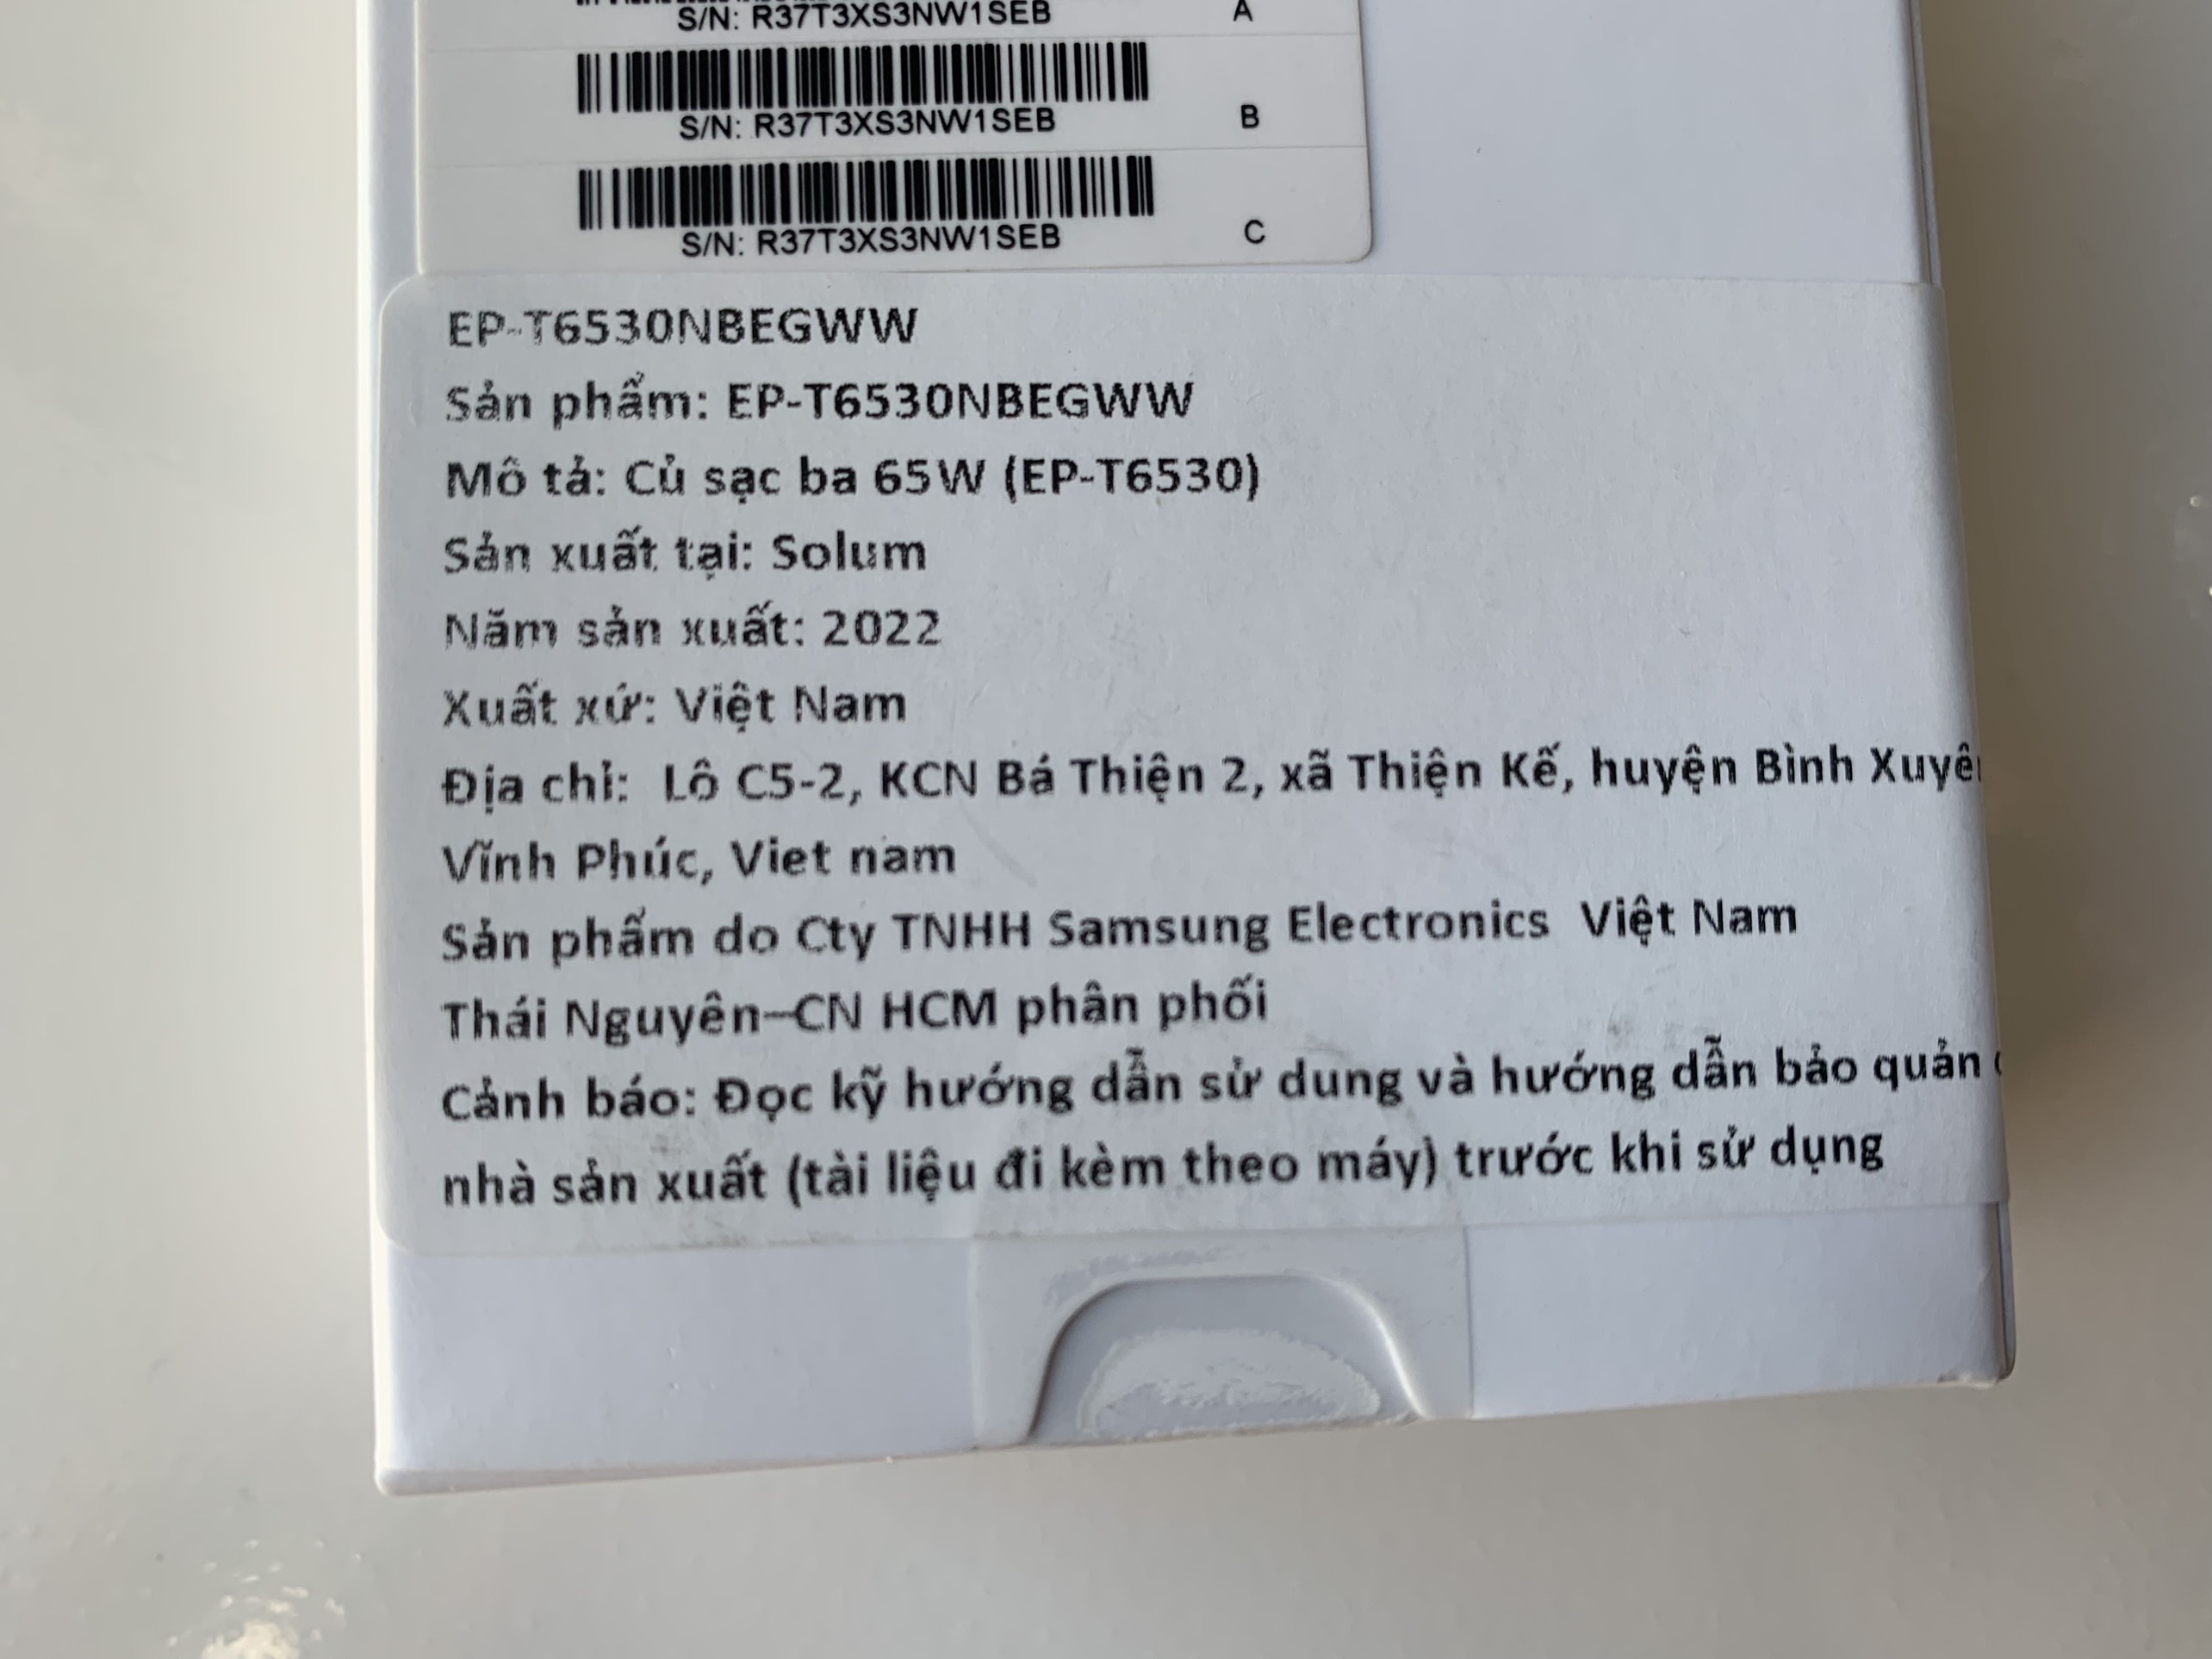 S/N: R37T3XS3NW1SEB A
S/N: R37T3XS3NW1SEB B
S/N: R37T3XS3NW1SEB C
EP-T6530NBEGWW
Sản phẩm: EP-T6530NBEGWW
Mô tả: Củ sạc ba 65W (EP-T6530)
Sản xuất tại: Solum
Năm sản xuất: 2022
Xuất xứ: Việt Nam
Địa chỉ: Lô C5-2, KCN Bá Thiện 2, xã Thiện Kế, huyện Bình
Vĩnh Phúc, Viet nam
Sản phẩm do Cty TNHH Samsung Electronics Việt Nam
Thái Nguyên–CN HCM phân phối
Cảnh báo: Đọc kỹ hướng dẫn sử dung và hướng dẫn bảo quản
nhà sản xuất (tài liệu đi kèm theo máy) trước khi sử dụng